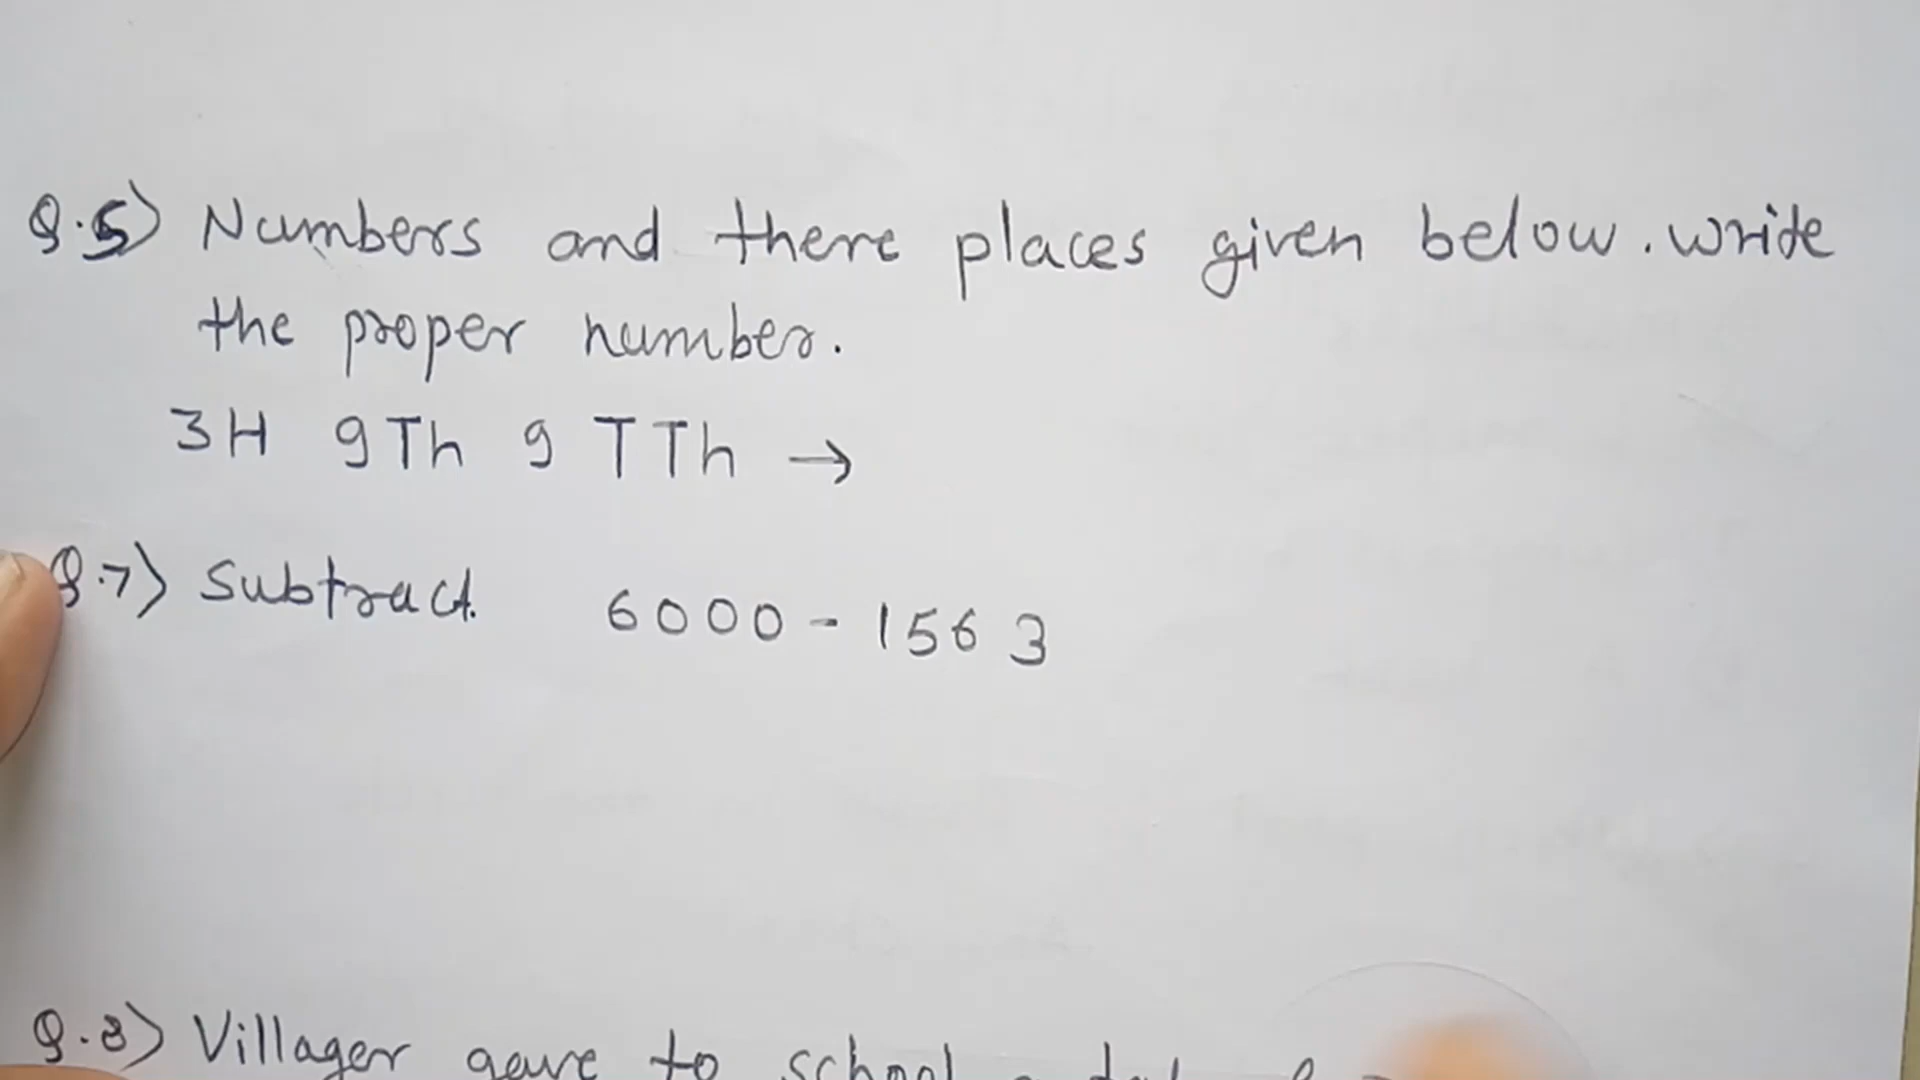 Q.5) Numbers and there places given below. write
the proper number.
3H 9Th 9 TTh →
Q.7) Subtract. 6000 - 1563
Q.8) Villager gave to school